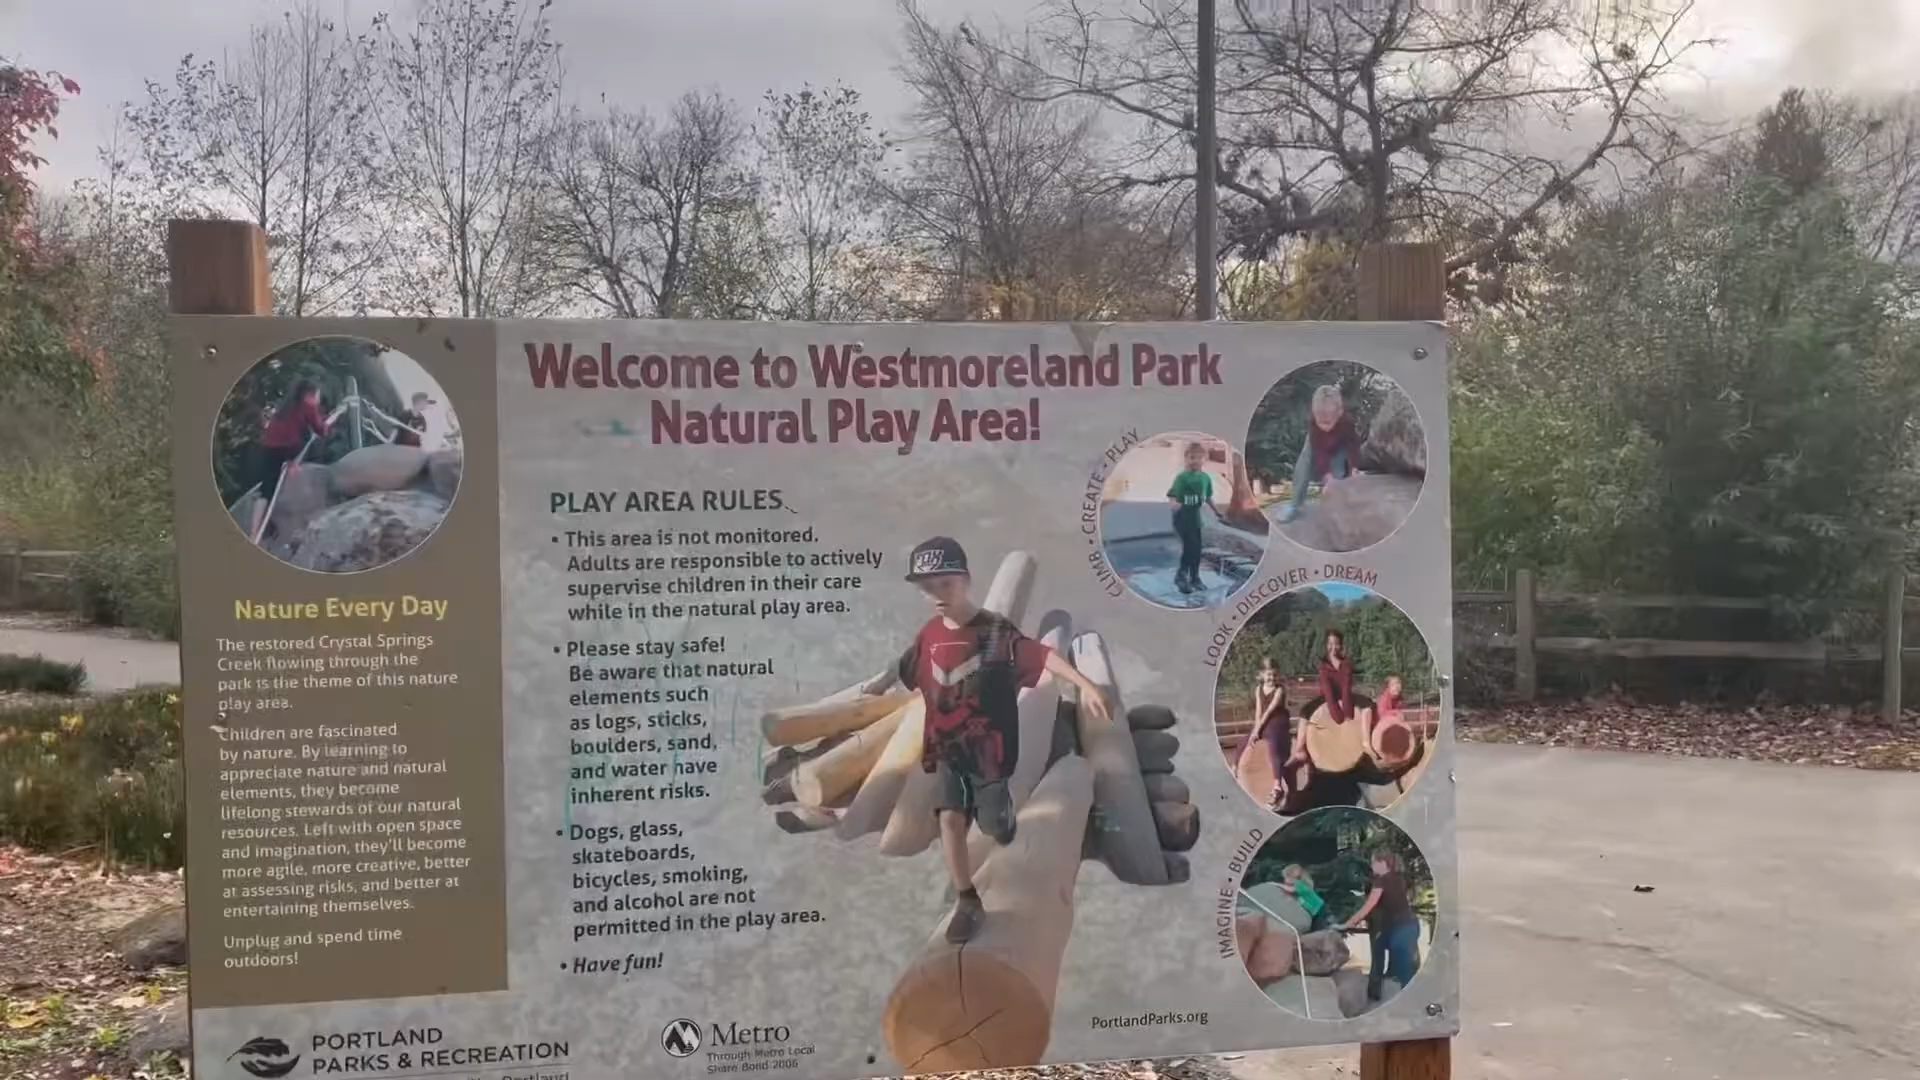 Welcome to Westmoreland Park
Natural Play Area!
Nature Every Day
The restored Crystal Springs
Creek flowing through the
park is the theme of this nature
play area.
Children are fascinated
by nature. By learning to
appreciate nature and natural
elements, they become
lifelong stewards of our natural
resources. Left with open space
and imagination, they'll become
more agile, more creative, better
at assessing risks, and better at
entertaining themselves.
Unplug and spend time
outdoors!
PLAY AREA RULES
• This area is not monitored.
Adults are responsible to actively
supervise children in their care
while in the natural play area.
• Please stay safe!
Be aware that natural
elements such
as logs, sticks,
boulders, sand,
and water have
inherent risks.
• Dogs, glass,
skateboards,
bicycles, smoking,
and alcohol are not
permitted in the play area.
• Have fun!
CLIMB • CREATE • PLAY
LOOK • DISCOVER • DREAM
IMAGINE • BUILD
PORTLAND
PARKS & RECREATION
Metro
Through Metro Local
Share Bond 2006
PortlandParks.org